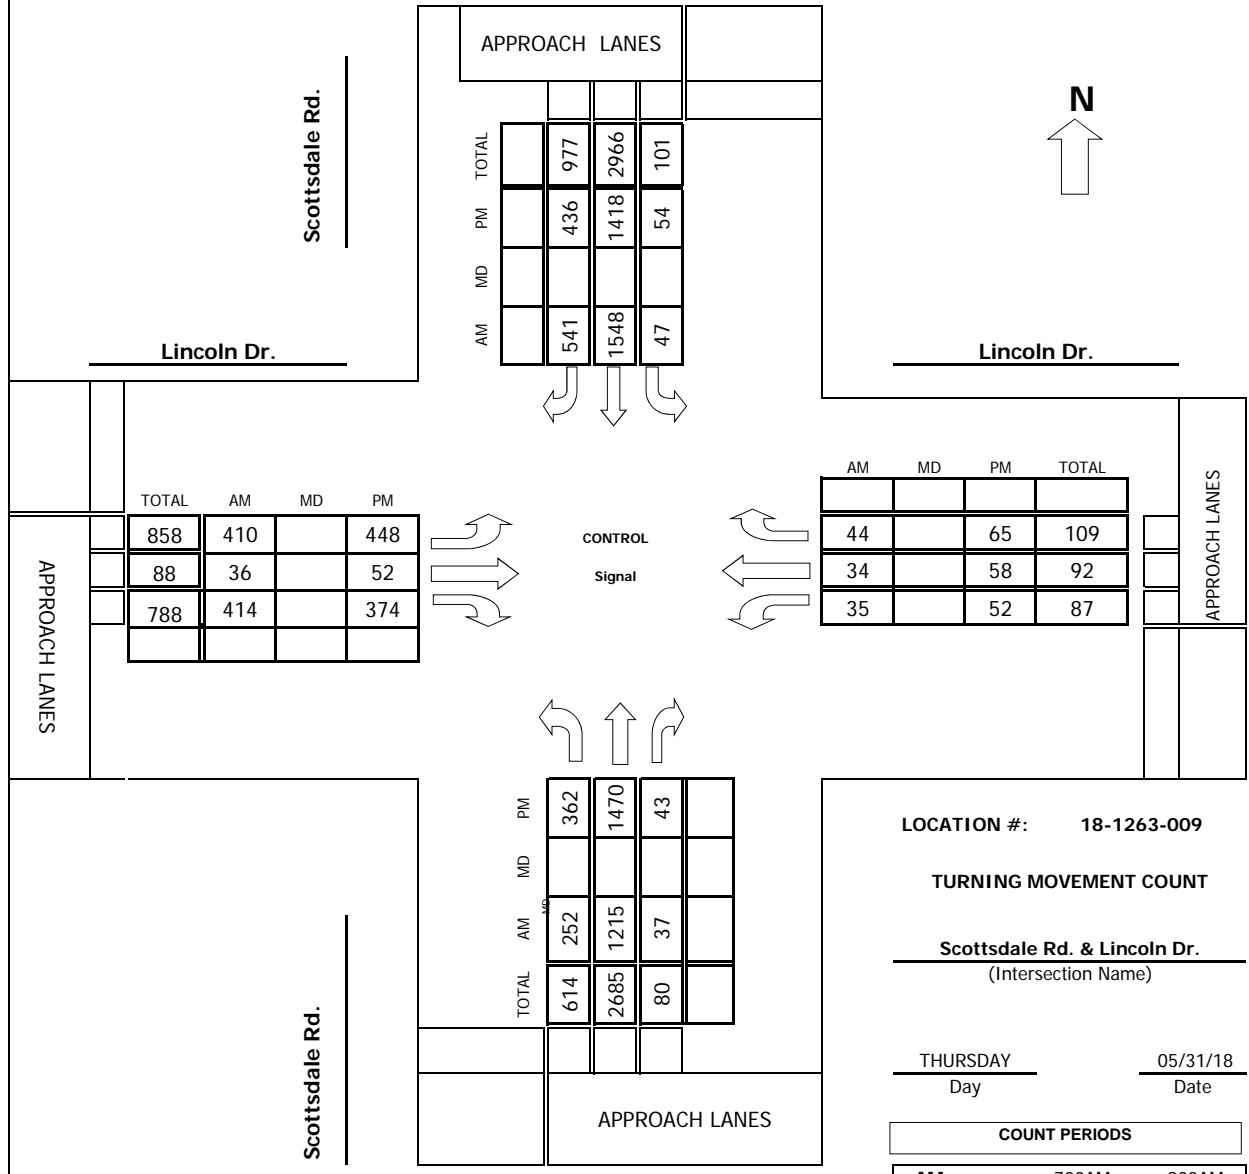 APPROACH LANES
N
Scottsdale Rd.
TOTAL 977 2966 101
PM 436 1418 54
MD
AM 541 1548 47
Lincoln Dr.
Lincoln Dr.
TOTAL AM MD PM
858 410 448
88 36 52
788 414 374
APPROACH LANES
CONTROL
Signal
AM MD PM TOTAL
44 65 109
34 58 92
35 52 87
APPROACH LANES
PM 362 1470 43
MD
MD
AM 252 1215 37
TOTAL 614 2685 80
Scottsdale Rd.
APPROACH LANES
LOCATION #: 18-1263-009
TURNING MOVEMENT COUNT
Scottsdale Rd. & Lincoln Dr.
(Intersection Name)
THURSDAY 05/31/18
Day Date
COUNT PERIODS